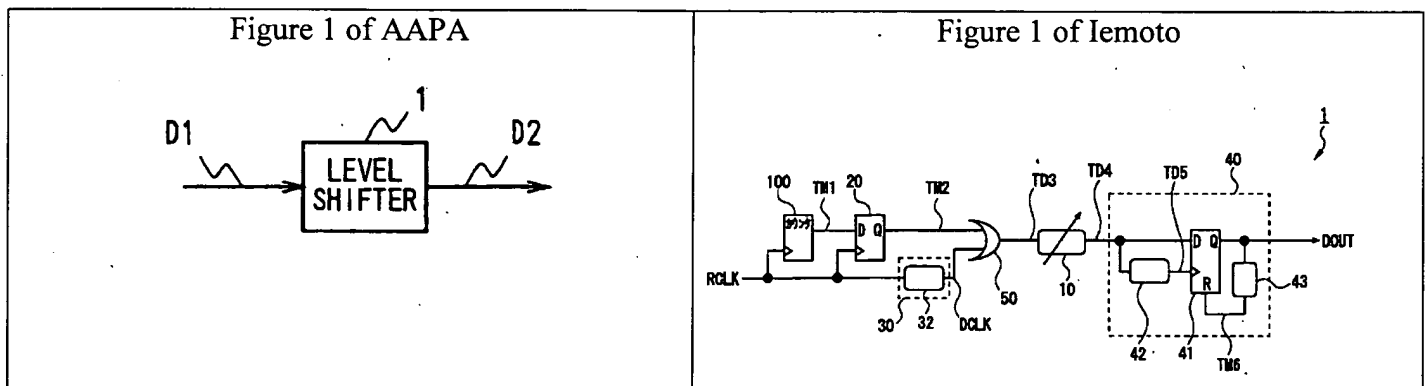 Figure 1 of AAPA
1
D1
D2
LEVEL
SHIFTER
Figure 1 of Iemoto
1
40
100
TM1
20
TM2
TD3
TD4
TD5
D Q
D Q
DOUT
RCLK
50
10
R
43
30
32
DCLK
42
41
TM6